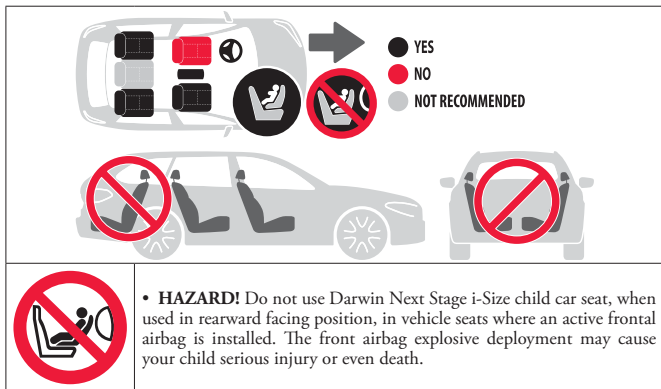 YES
NO
NOT RECOMMENDED
• HAZARD! Do not use Darwin Next Stage i-Size child car seat, when
used in rearward facing position, in vehicle seats where an active frontal
airbag is installed. The front airbag explosive deployment may cause
your child serious injury or even death.